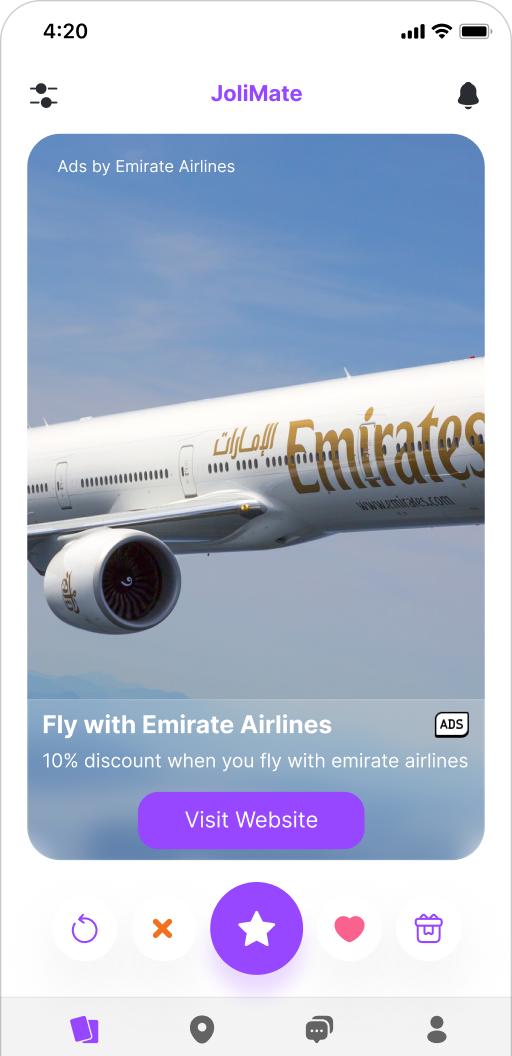 4:20
JoliMate
Ads by Emirate Airlines
الإمارات
Emirates
www.emirates.com
Fly with Emirate Airlines
ADS
10% discount when you fly with emirate airlines
Visit Website